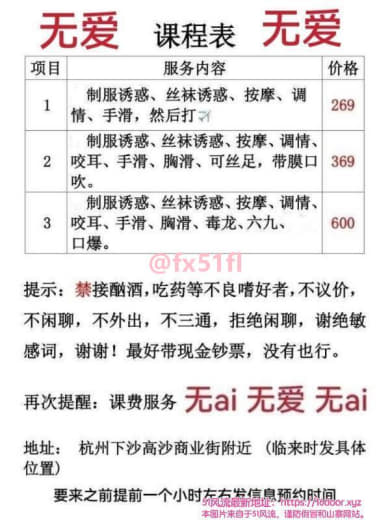 无爱 课程表 无爱
项目 服务内容 价格
1 制服诱惑、丝袜诱惑、按摩、调
情、手滑，然后打✈ 269
2 制服诱惑、丝袜诱惑、按摩、调情、
咬耳、手滑、胸滑、可丝足，带膜口
吹。 369
3 制服诱惑、丝袜诱惑、按摩、调情、
咬耳、手滑、胸滑、毒龙、六九、
口爆。 600
@fx51fl
提示：禁接酗酒，吃药等不良嗜好者，不议价，
不闲聊，不外出，不三通，拒绝闲聊，谢绝敏
感词，谢谢！最好带现金钞票，没有也行。
再次提醒：课费服务 无ai 无爱 无ai
地址： 杭州下沙高沙商业街附近 （临来时发具体
位置）
51风流最新地址：
要来之前提前一个小时左右发信息预约时间
本图片来自于51风流，谨防假冒和山寨网站。